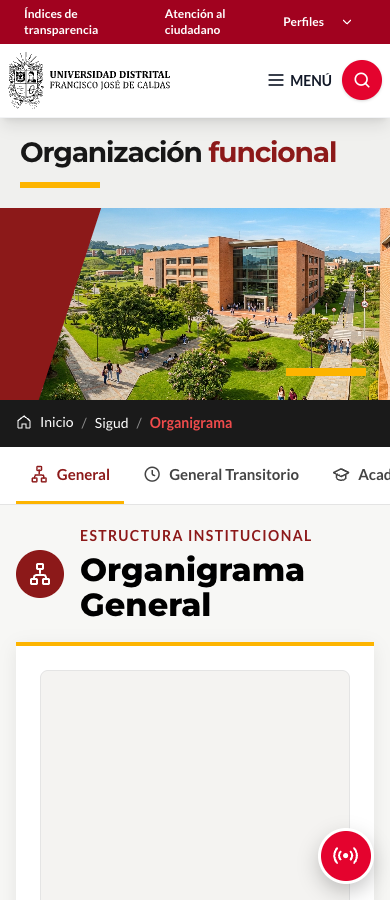 Índices de
transparencia
Atención al
ciudadano
Perfiles
UNIVERSIDAD DISTRITAL
FRANCISCO JOSÉ DE CALDAS
MENÚ
Organización funcional
Inicio / Sigud / Organigrama
General
General Transitorio
Acad
ESTRUCTURA INSTITUCIONAL
Organigrama
General